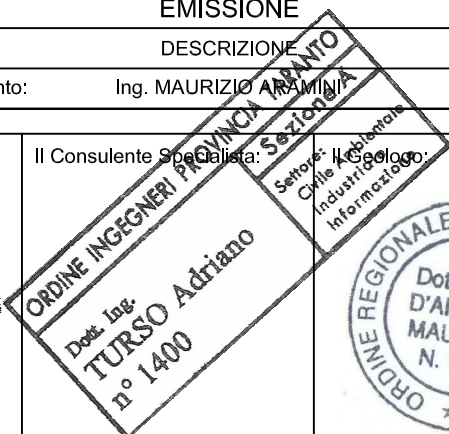 EMISSIONE
DESCRIZIONE
nto: Ing. MAURIZIO ARAMINI
Il Consulente Specialista: Il Geologo:
ORDINE INGEGNERI PROVINCIA TARANTO
Sezione A
Settore:
Civile Ambientale
Industriale
Informazione
Dott. Ing.
TURSO Adriano
n° 1400
ORDINE REGIONALE
Dot
MAU
N.